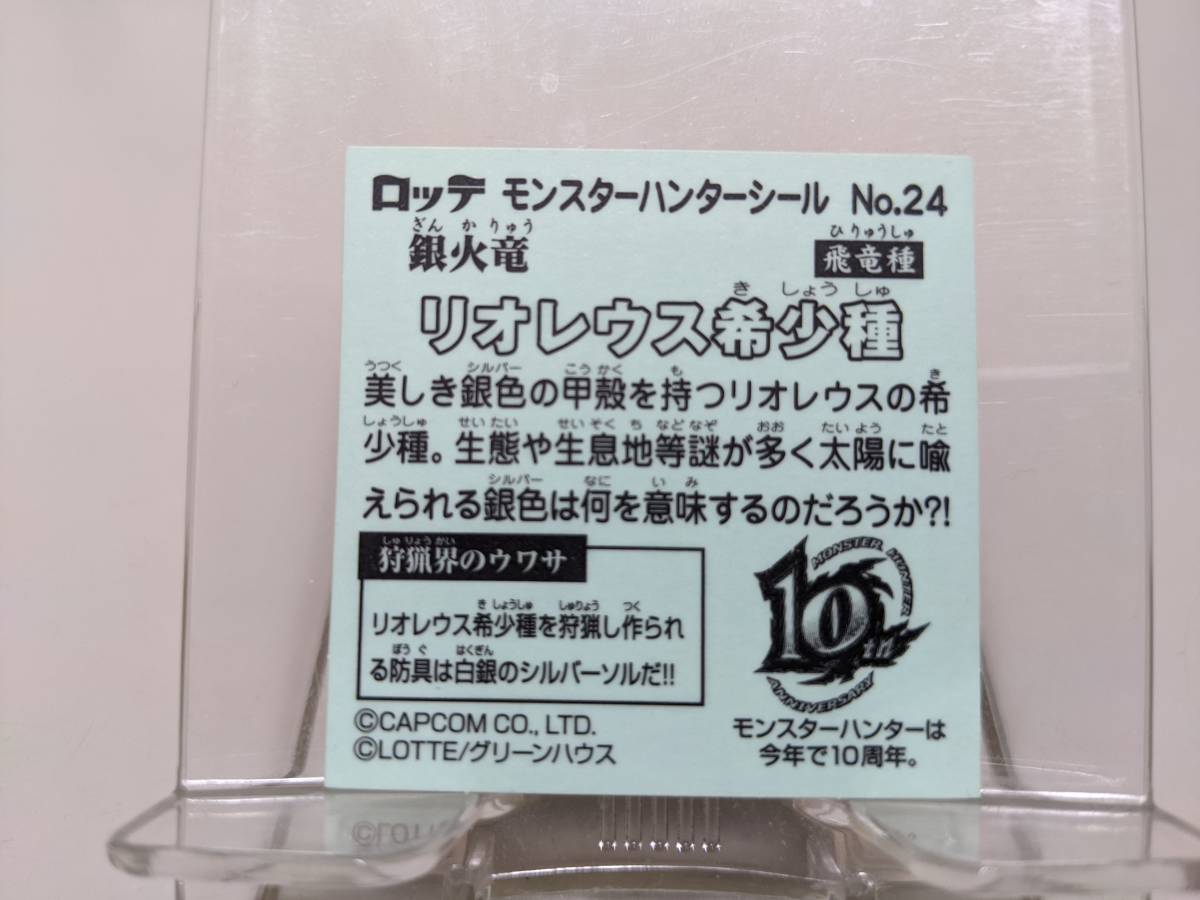 ロッテ モンスターハンターシール No.24
ぎん か りゅう ひ りゅうしゅ
銀火竜 飛竜種
き しょう しゅ
リオレウス希少種
うつく シルバー こう かく も き
美しき銀色の甲殻を持つリオレウスの希
しょうしゅ せい たい せい そく ち など なぞ おお たい よう たと
少種。生態や生息地等謎が多く太陽に喩
シルバー なに い み
えられる銀色は何を意味するのだろうか?!
しゅ りょう かい
狩猟界のウワサ
き しょうしゅ しゅりょう つく
リオレウス希少種を狩猟し作られ
ぼう ぐ はくぎん
る防具は白銀のシルバーソルだ!!
MONSTER HUNTER
10th
ANNIVERSARY
©CAPCOM CO., LTD.
©LOTTE/グリーンハウス
モンスターハンターは
今年で10周年。